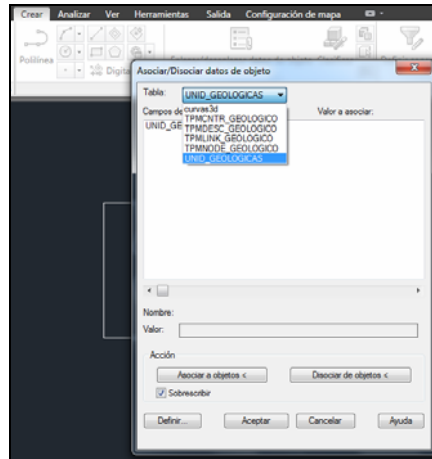 Crear Analizar Ver Herramientas Salida Configuración de mapa
Polilínea
Digita
Asociar/Disociar datos de objeto
Tabla: UNID_GEOLOGICAS
Campos de
Valor a asociar:
UNID_GE
curvas3d
TPMCNTR_GEOLOGICO
TPMDESC_GEOLOGICO
TPMLINK_GEOLOGICO
TPMNODE_GEOLOGICO
UNID_GEOLOGICAS
Nombre:
Valor:
Acción
Asociar a objetos < Disociar de objetos <
Sobrescribir
Definir... Aceptar Cancelar Ayuda